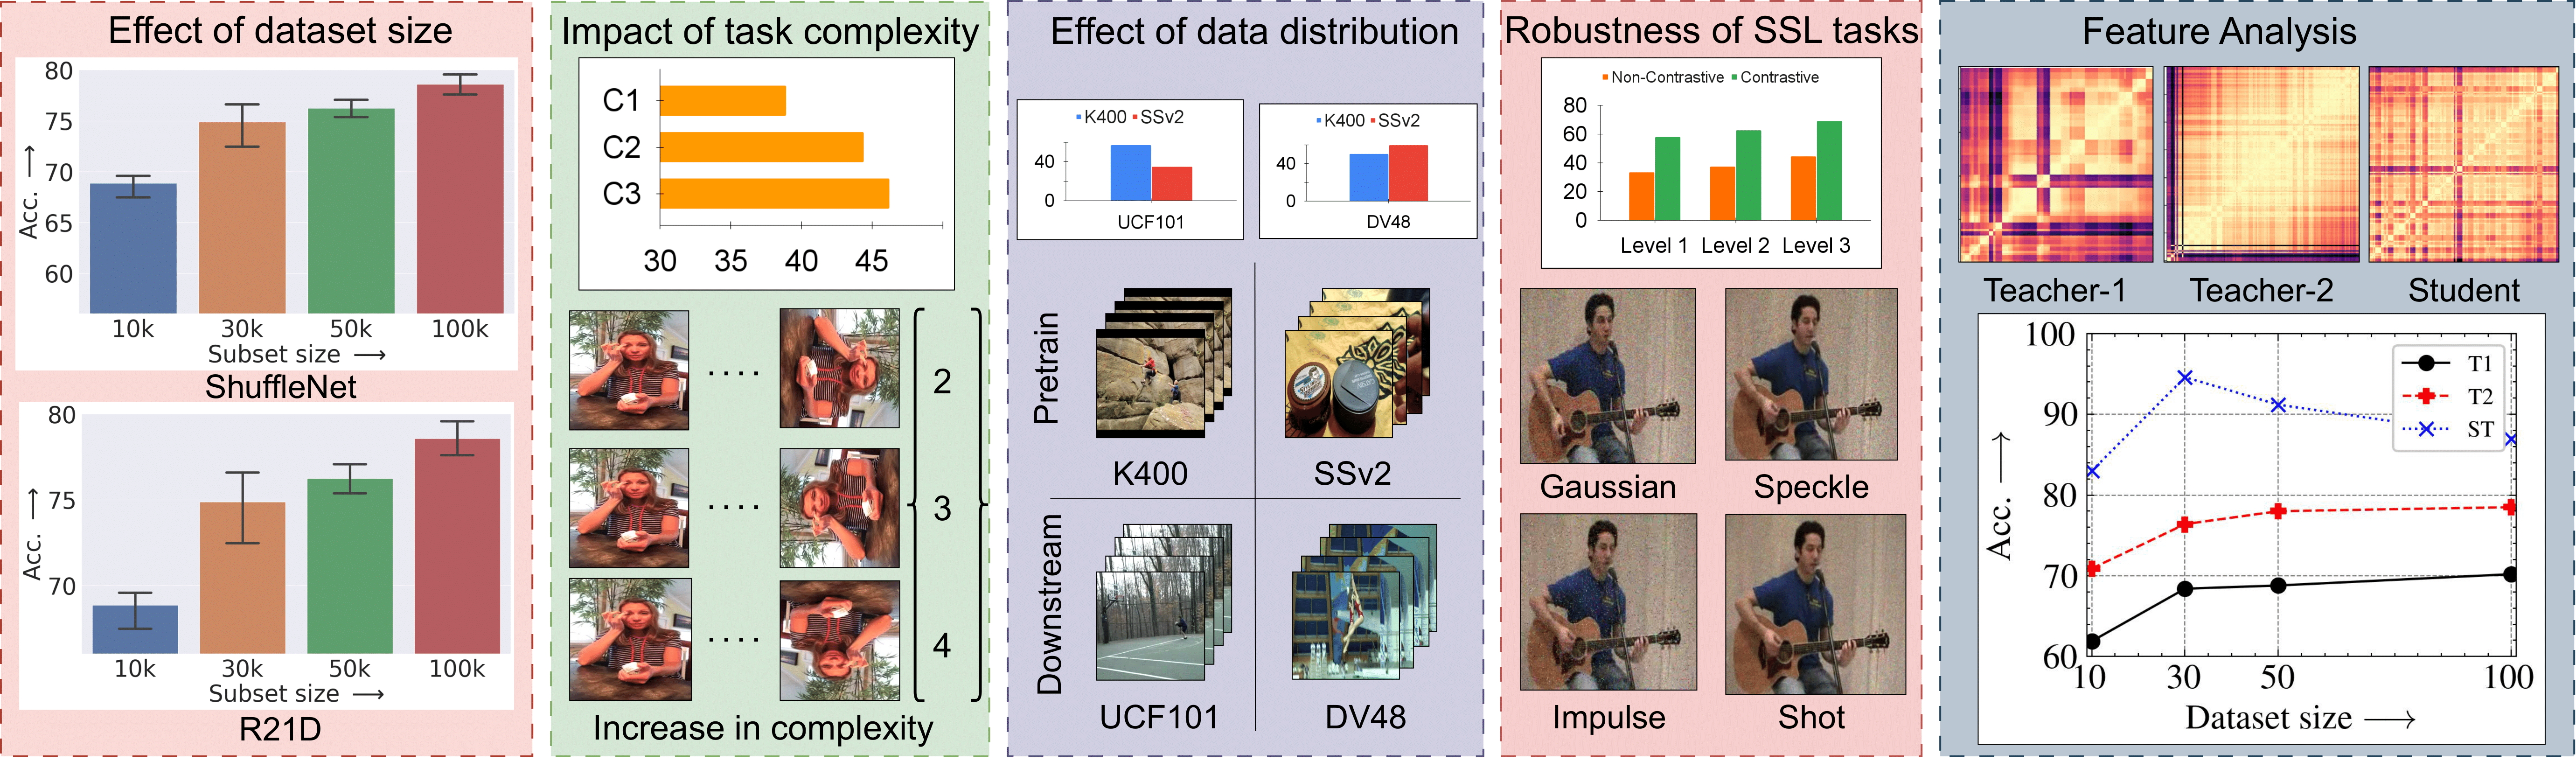 Effect of dataset size
80
75
70
65
60
Acc. ⟶
10k 30k 50k 100k
Subset size ⟶
ShuffleNet
80
75
70
Acc. ⟶
10k 30k 50k 100k
Subset size ⟶
R21D
Impact of task complexity
C1
C2
C3
30 35 40 45
2
3
4
Increase in complexity
Effect of data distribution
K400 SSv2
40
0
UCF101
K400 SSv2
40
0
DV48
Pretrain
K400 SSv2
Downstream
UCF101 DV48
Robustness of SSL tasks
Non-Contrastive Contrastive
80
60
40
20
0
Level 1 Level 2 Level 3
Gaussian Speckle
Impulse Shot
Feature Analysis
Teacher-1 Teacher-2 Student
100
90
80
70
60
Acc. ⟶
T1
T2
ST
10 30 50 100
Dataset size ⟶